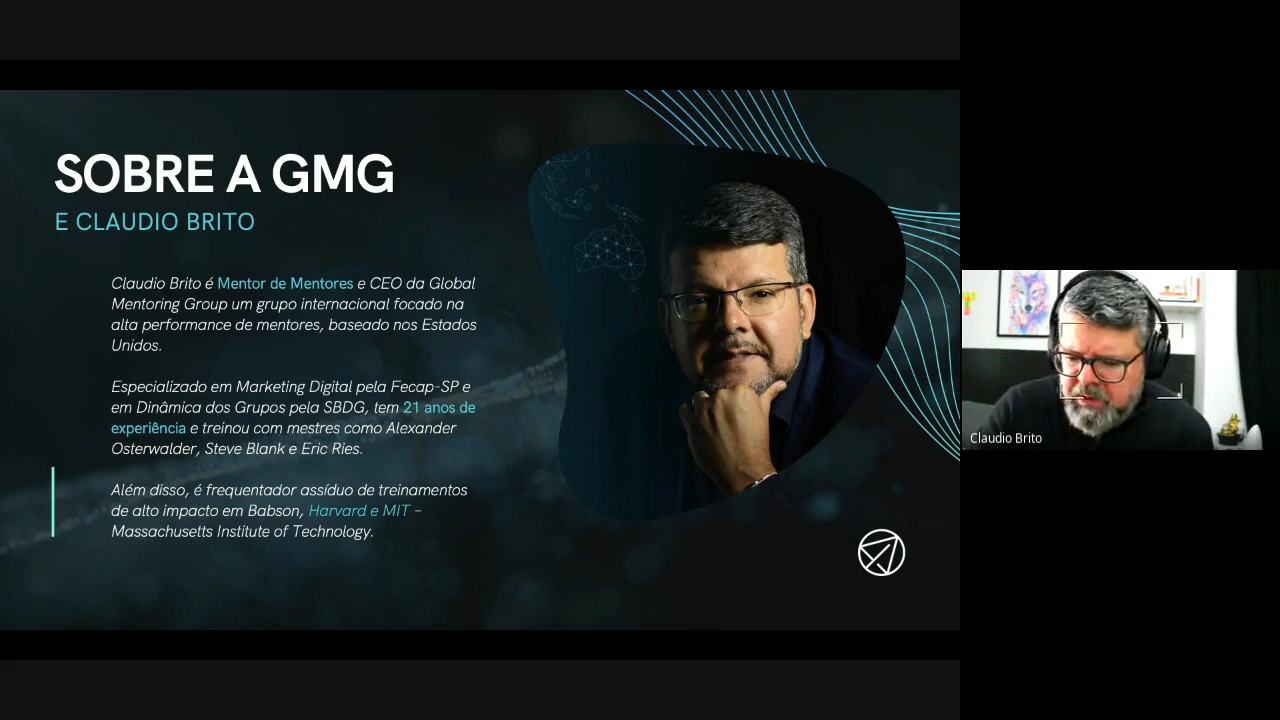 SOBRE A GMG
E CLAUDIO BRITO
Claudio Brito é Mentor de Mentores e CEO da Global
Mentoring Group um grupo internacional focado na
alta performance de mentores, baseado nos Estados
Unidos.
Especializado em Marketing Digital pela Fecap-SP e
em Dinâmica dos Grupos pela SBDG, tem 21 anos de
experiência e treinou com mestres como Alexander
Osterwalder, Steve Blank e Eric Ries.
Além disso, é frequentador assíduo de treinamentos
de alto impacto em Babson, Harvard e MIT –
Massachusetts Institute of Technology.
Claudio Brito